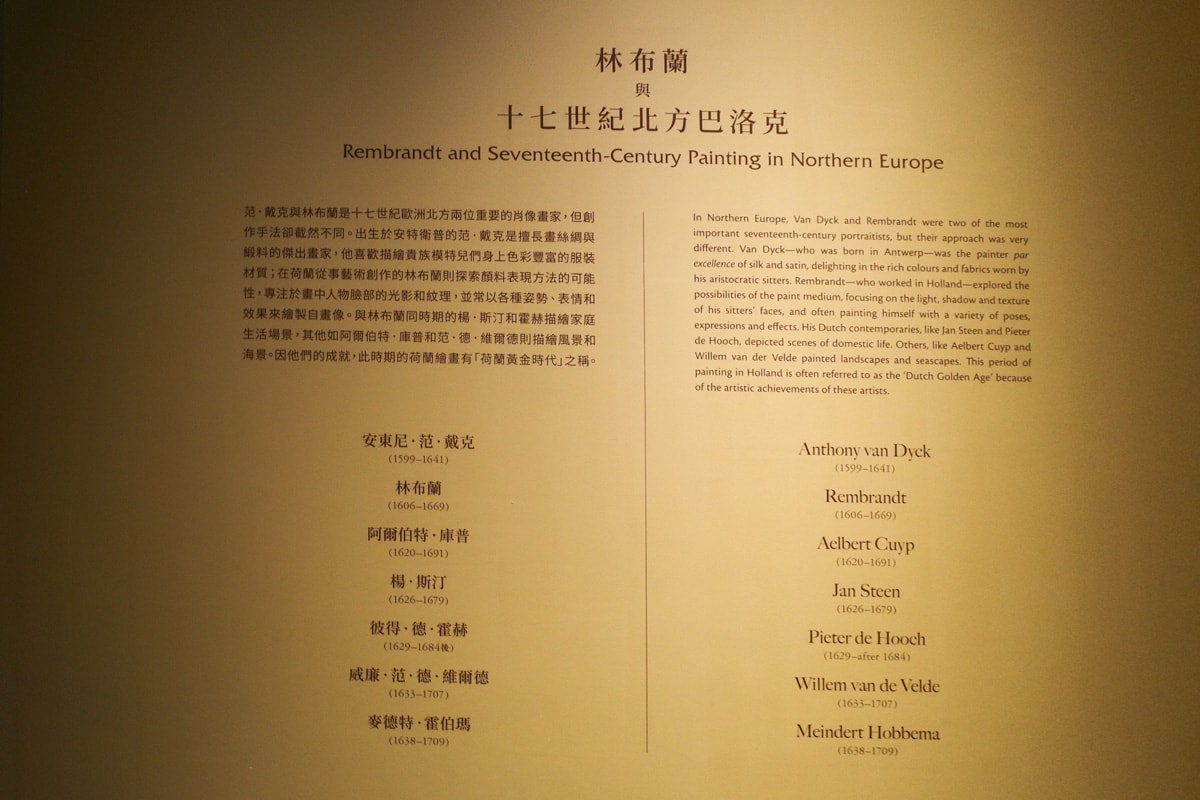 林布蘭
與
十七世紀北方巴洛克
Rembrandt and Seventeenth-Century Painting in Northern Europe
范·戴克與林布蘭是十七世紀歐洲北方兩位重要的肖像畫家，但創
作手法卻截然不同。出生於安特衛普的范·戴克是擅長畫絲綢與
緞料的傑出畫家，他喜歡描繪貴族模特兒們身上色彩豐富的服裝
材質；在荷蘭從事藝術創作的林布蘭則探索顏料表現方法的可能
性，專注於畫中人物臉部的光影和紋理，並常以各種姿勢、表情和
效果來繪製自畫像。與林布蘭同時期的楊·斯汀和霍赫描繪家庭
生活場景，其他如阿爾伯特·庫普和范·德·維爾德則描繪風景和
海景。因他們的成就，此時期的荷蘭繪畫有「荷蘭黃金時代」之稱。
安東尼·范·戴克
(1599–1641)
林布蘭
(1606–1669)
阿爾伯特·庫普
(1620–1691)
楊·斯汀
(1626–1679)
彼得·德·霍赫
(1629–1684後)
威廉·范·德·維爾德
(1633–1707)
麥德特·霍伯瑪
(1638–1709)
In Northern Europe, Van Dyck and Rembrandt were two of the most
important seventeenth-century portraitists, but their approach was very
different. Van Dyck—who was born in Antwerp—was the painter par
excellence of silk and satin, delighting in the rich colours and fabrics worn by
his aristocratic sitters. Rembrandt—who worked in Holland—explored the
possibilities of the paint medium, focusing on the light, shadow and texture
of his sitters' faces, and often painting himself with a variety of poses,
expressions and effects. His Dutch contemporaries, like Jan Steen and Pieter
de Hooch, depicted scenes of domestic life. Others, like Aelbert Cuyp and
Willem van der Velde painted landscapes and seascapes. This period of
painting in Holland is often referred to as the 'Dutch Golden Age' because
of the artistic achievements of these artists.
Anthony van Dyck
(1599–1641)
Rembrandt
(1606–1669)
Aelbert Cuyp
(1620–1691)
Jan Steen
(1626–1679)
Pieter de Hooch
(1629–after 1684)
Willem van de Velde
(1633–1707)
Meindert Hobbema
(1638–1709)